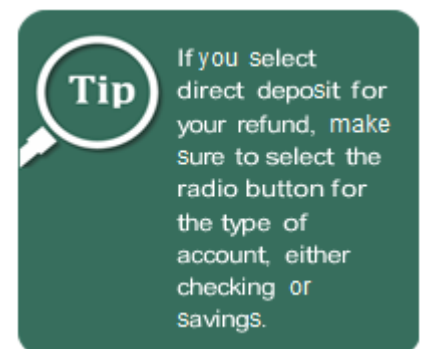 Tip
If you select
direct deposit for
your refund, make
sure to select the
radio button for
the type of
account, either
checking or
savings.